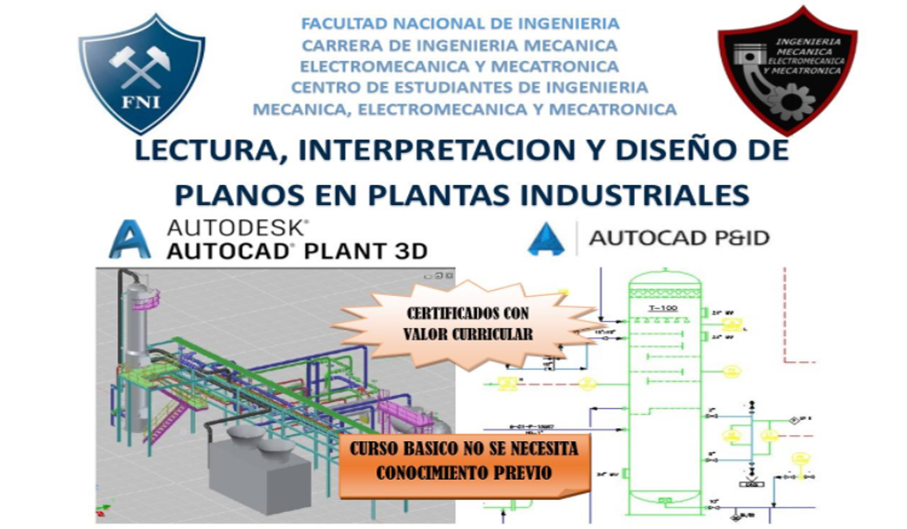 FACULTAD NACIONAL DE INGENIERIA
CARRERA DE INGENIERIA MECANICA
ELECTROMECANICA Y MECATRONICA
CENTRO DE ESTUDIANTES DE INGENIERIA
MECANICA, ELECTROMECANICA Y MECATRONICA
FNI
INGENIERIA
MECANICA
ELECTROMECANICA
Y MECATRONICA
LECTURA, INTERPRETACION Y DISEÑO DE
PLANOS EN PLANTAS INDUSTRIALES
AUTODESK®
AUTOCAD® PLANT 3D
AUTOCAD P&ID
CERTIFICADOS CON
VALOR CURRICULAR
T-100
CURSO BASICO NO SE NECESITA
CONOCIMIENTO PREVIO